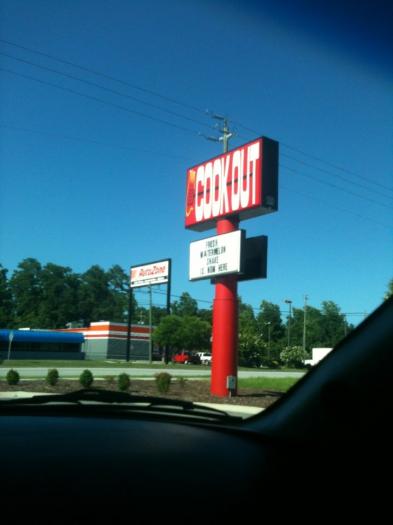 COOK OUT
FRESH
WATERMELON
SHAKE
IS NOW HERE
AutoZone